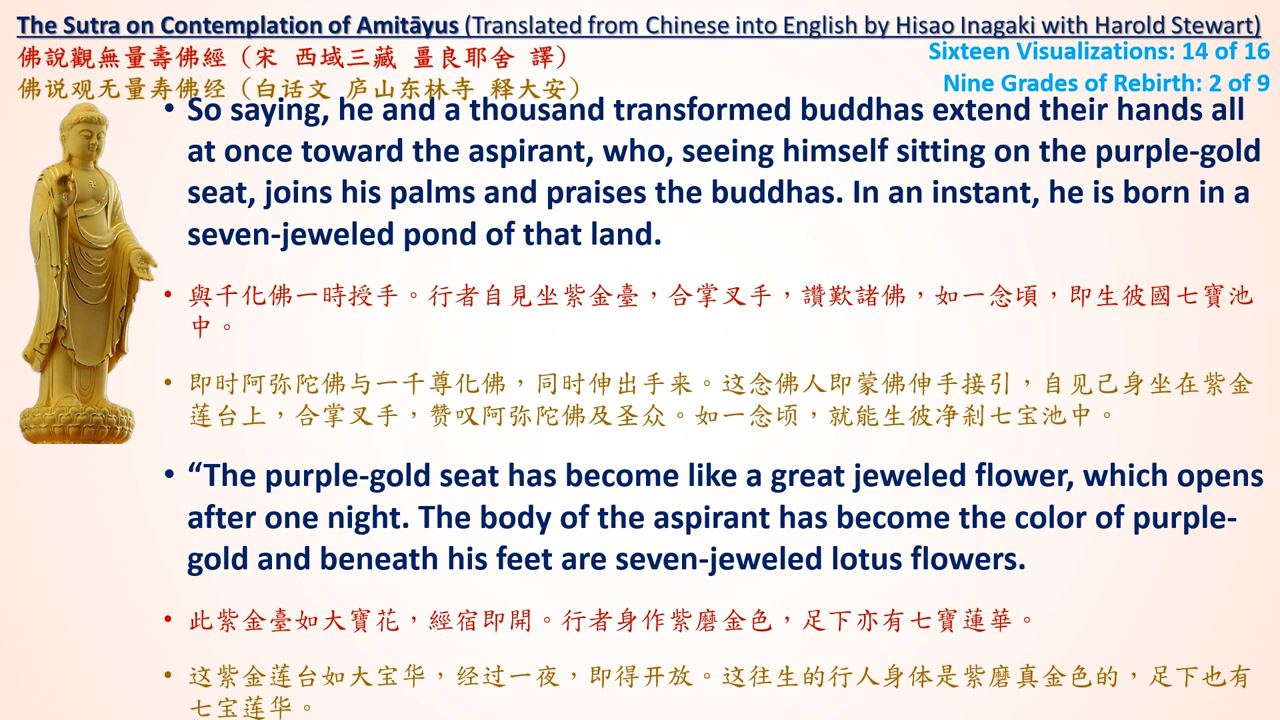 The Sutra on Contemplation of Amitāyus (Translated from Chinese into English by Hisao Inagaki with Harold Stewart)
佛說觀無量壽佛經（宋 西域三藏 畺良耶舍 譯）
佛说观无量寿佛经（白话文 庐山东林寺 释大安）
Sixteen Visualizations: 14 of 16
Nine Grades of Rebirth: 2 of 9
• So saying, he and a thousand transformed buddhas extend their hands all
at once toward the aspirant, who, seeing himself sitting on the purple-gold
seat, joins his palms and praises the buddhas. In an instant, he is born in a
seven-jeweled pond of that land.
• 與千化佛一時授手。行者自見坐紫金臺，合掌叉手，讚歎諸佛，如一念頃，即生彼國七寶池
中。
• 即时阿弥陀佛与一千尊化佛，同时伸出手来。这念佛人即蒙佛伸手接引，自见己身坐在紫金
莲台上，合掌叉手，赞叹阿弥陀佛及圣众。如一念顷，就能生彼净刹七宝池中。
• “The purple-gold seat has become like a great jeweled flower, which opens
after one night. The body of the aspirant has become the color of purple-
gold and beneath his feet are seven-jeweled lotus flowers.
• 此紫金臺如大寶花，經宿即開。行者身作紫磨金色，足下亦有七寶蓮華。
• 这紫金莲台如大宝华，经过一夜，即得开放。这往生的行人身体是紫磨真金色的，足下也有
七宝莲华。